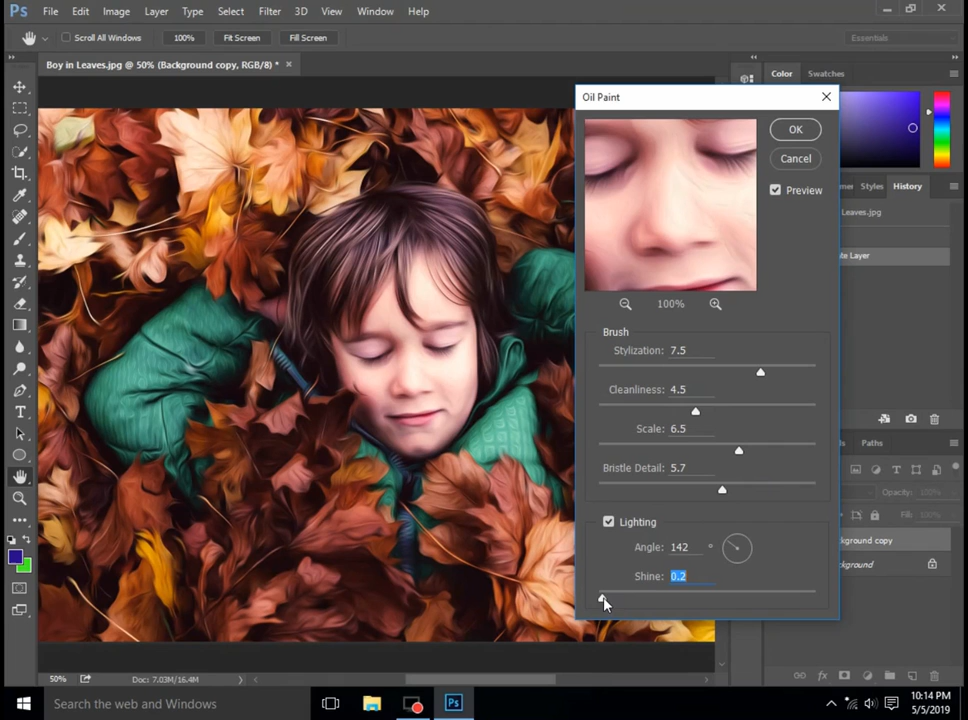 Ps File Edit Image Layer Type Select Filter 3D View Window Help
Scroll All Windows 100% Fit Screen Fill Screen Essentials
Boy in Leaves.jpg @ 50% (Background copy, RGB/8) *
Color Swatches
Oil Paint
OK
Cancel
Preview
Styles History
Leaves.jpg
te Layer
100%
Brush
Stylization: 7.5
Cleanliness: 4.5
Scale: 6.5
Bristle Detail: 5.7
Lighting
Angle: 142 °
Shine: 0.2
Paths
Opacity: 100%
Fill: 100%
ground copy
kground
50% Doc: 7.03M/16.4M
Search the web and Windows
Ps
10:14 PM
5/5/2019